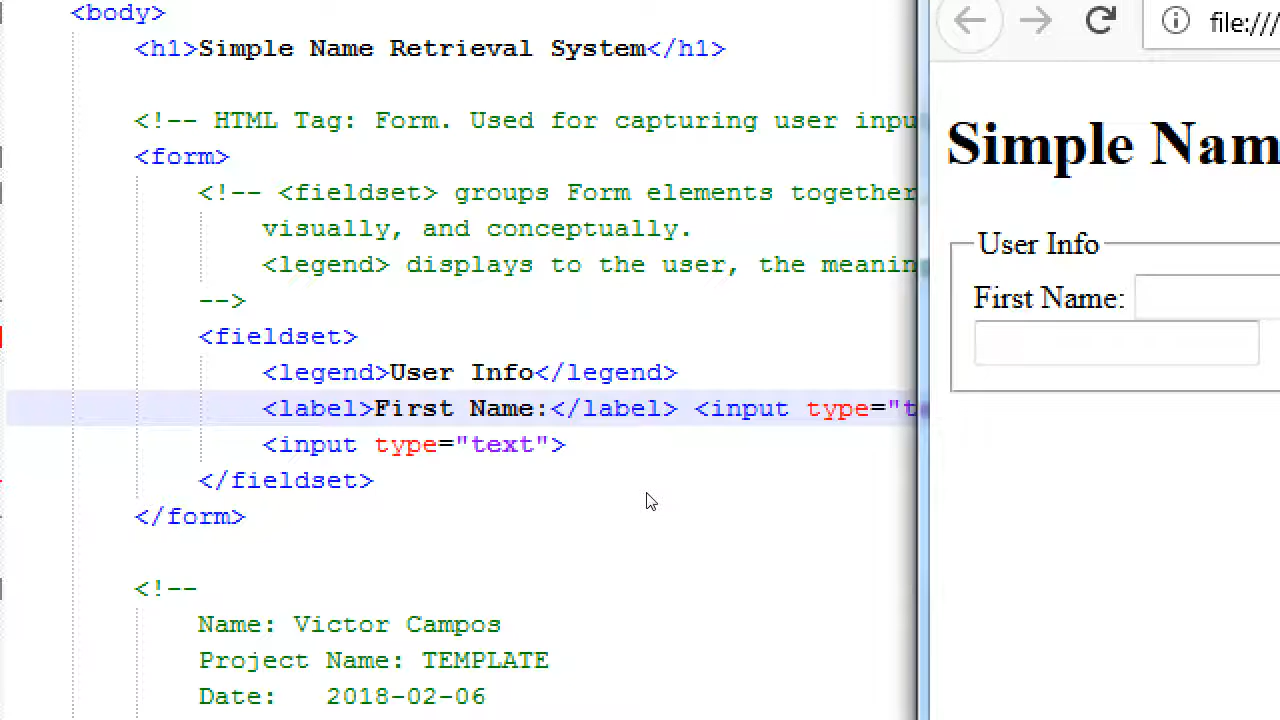 <body>
<h1>Simple Name Retrieval System</h1>
<!-- HTML Tag: Form. Used for capturing user inpu
<form>
<!-- <fieldset> groups Form elements together
visually, and conceptually.
<legend> displays to the user, the meanin
-->
<fieldset>
<legend>User Info</legend>
<label>First Name:</label> <input type="t
<input type="text">
</fieldset>
</form>
<!--
Name: Victor Campos
Project Name: TEMPLATE
Date: 2018-02-06
file:///
Simple Nam
User Info
First Name: